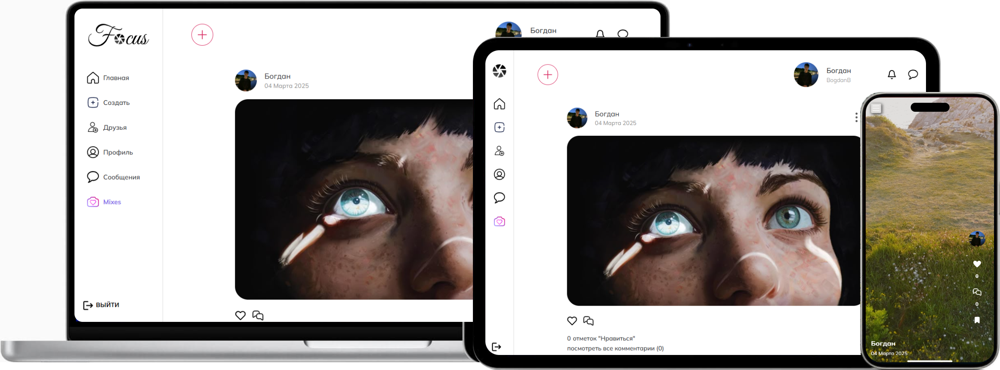 Focus
Главная
Создать
Друзья
Профиль
Сообщения
Mixes
ВЫЙТИ
Богдан
Богдан
04 Марта 2025
Богдан
BogdanB
Богдан
04 Марта 2025
0 отметок "Нравиться"
посмотреть все комментарии (0)
0
0
Богдан
04 Марта 2025